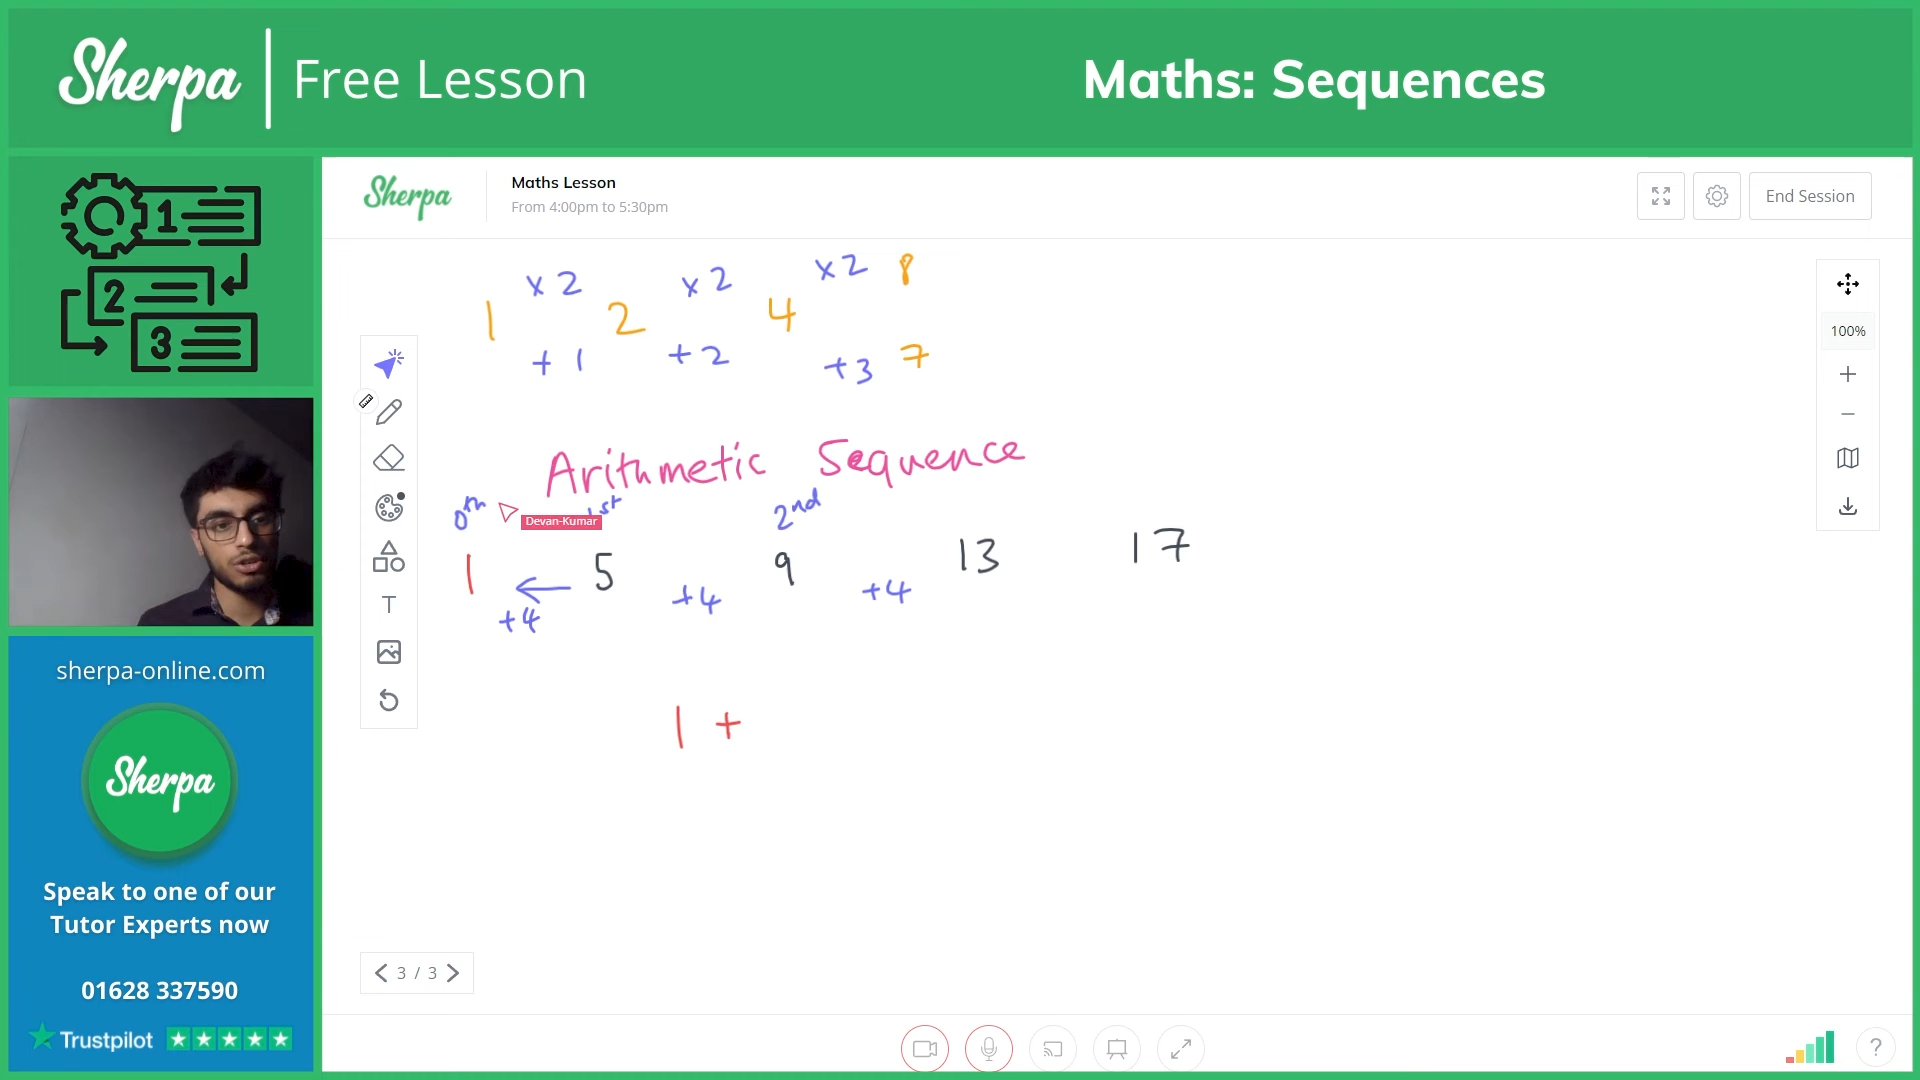 Sherpa | Free Lesson
Maths: Sequences
1
2
3
Sherpa
Maths Lesson
From 4:00pm to 5:30pm
End Session
x 2 x 2 x 2 8
1 2 4
+ 1 + 2 + 3 7
100%
Arithmetic Sequence
0th 1st 2nd
Devan-Kumar
1 5 9 13 17
+4 +4 +4
T
1 +
sherpa-online.com
Sherpa
Speak to one of our
Tutor Experts now
01628 337590
Trustpilot
3 / 3
?